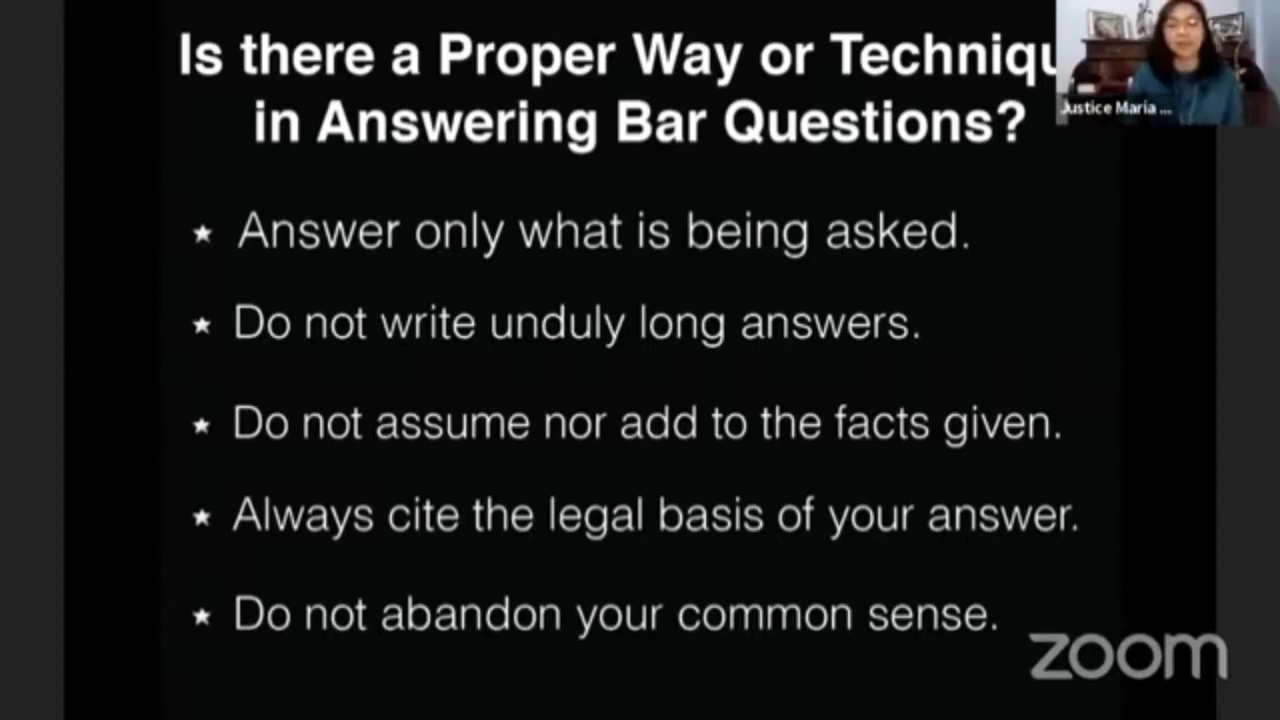 Is there a Proper Way or Techniqu
in Answering Bar Questions?
Justice Maria ...
★ Answer only what is being asked.
★ Do not write unduly long answers.
★ Do not assume nor add to the facts given.
★ Always cite the legal basis of your answer.
★ Do not abandon your common sense.
zoom